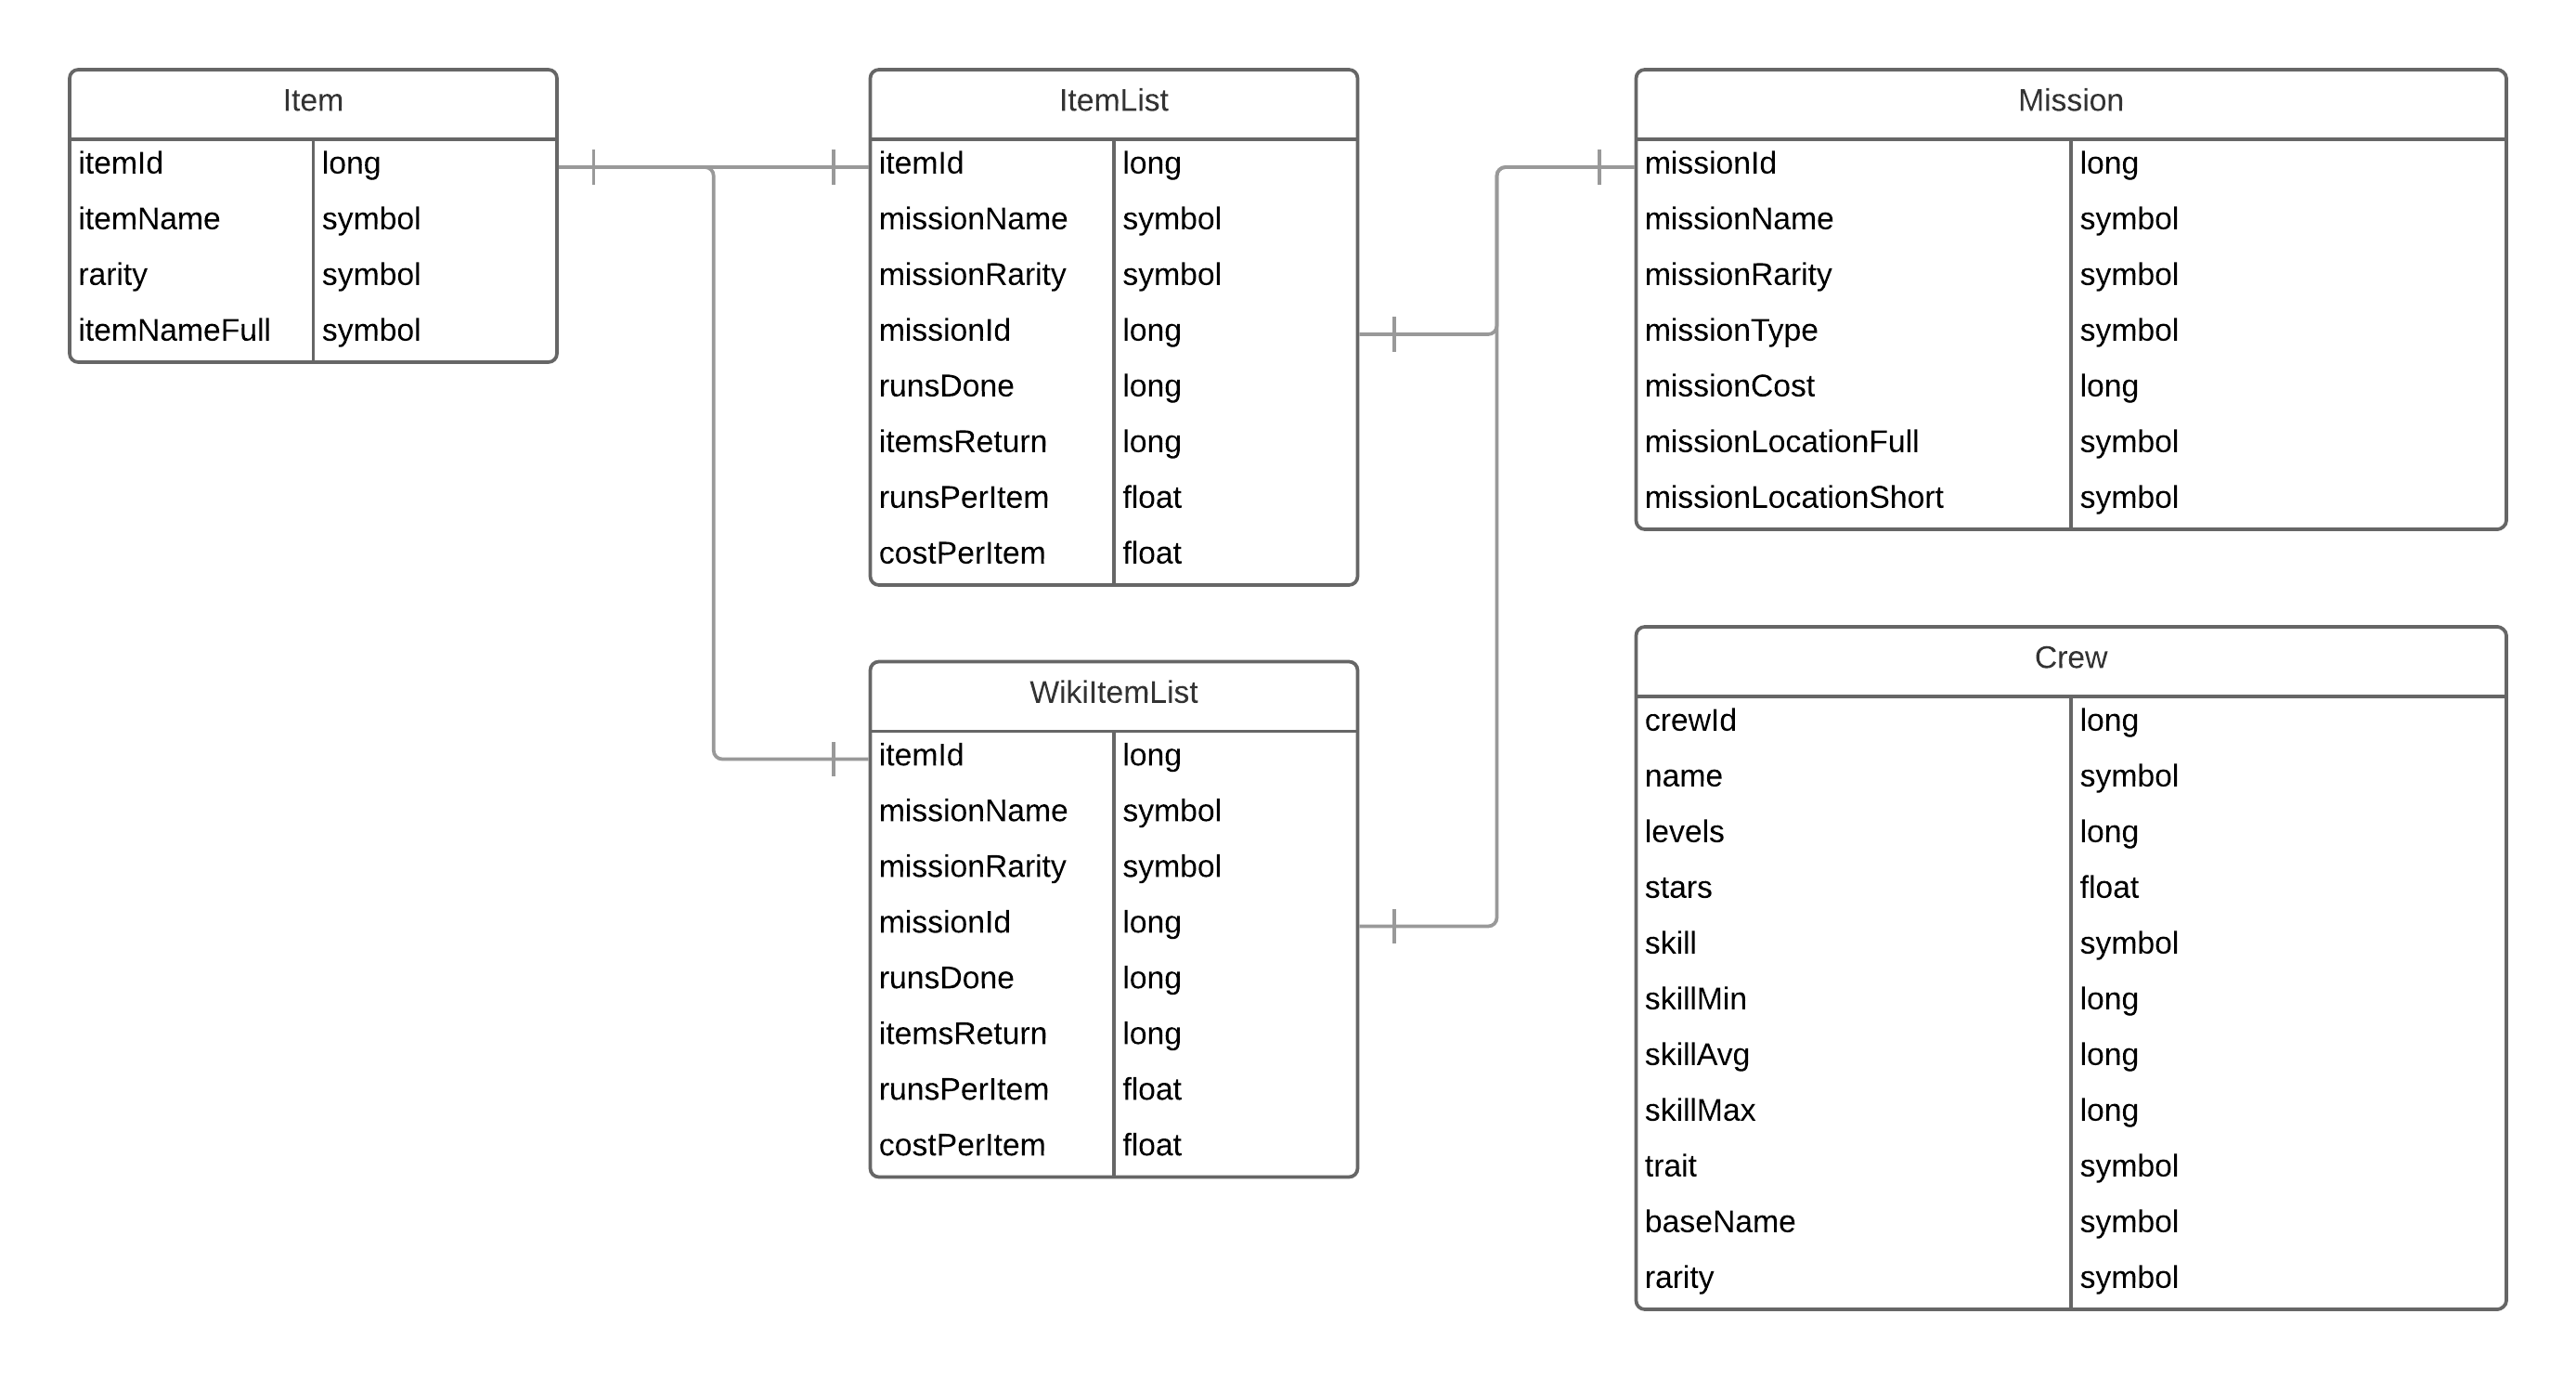 Item
itemId long
itemName symbol
rarity symbol
itemNameFull symbol
ItemList
itemId long
missionName symbol
missionRarity symbol
missionId long
runsDone long
itemsReturn long
runsPerItem float
costPerItem float
WikiItemList
itemId long
missionName symbol
missionRarity symbol
missionId long
runsDone long
itemsReturn long
runsPerItem float
costPerItem float
Mission
missionId long
missionName symbol
missionRarity symbol
missionType symbol
missionCost long
missionLocationFull symbol
missionLocationShort symbol
Crew
crewId long
name symbol
levels long
stars float
skill symbol
skillMin long
skillAvg long
skillMax long
trait symbol
baseName symbol
rarity symbol